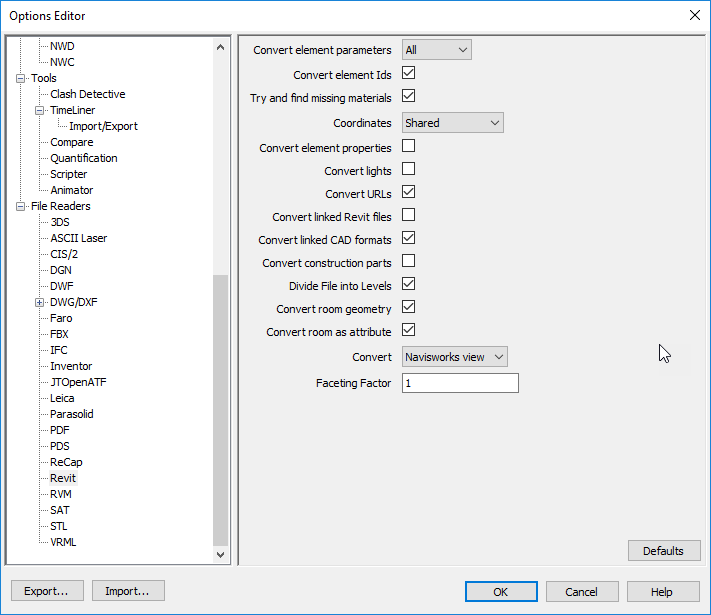 Options Editor
NWD
NWC
Tools
Clash Detective
TimeLiner
Import/Export
Compare
Quantification
Scripter
Animator
File Readers
3DS
ASCII Laser
CIS/2
DGN
DWF
DWG/DXF
Faro
FBX
IFC
Inventor
JTOpenATF
Leica
Parasolid
PDF
PDS
ReCap
Revit
RVM
SAT
STL
VRML
Convert element parameters All
Convert element Ids
Try and find missing materials
Coordinates Shared
Convert element properties
Convert lights
Convert URLs
Convert linked Revit files
Convert linked CAD formats
Convert construction parts
Divide File into Levels
Convert room geometry
Convert room as attribute
Convert Navisworks view
Faceting Factor 1
Defaults
Export... Import... OK Cancel Help